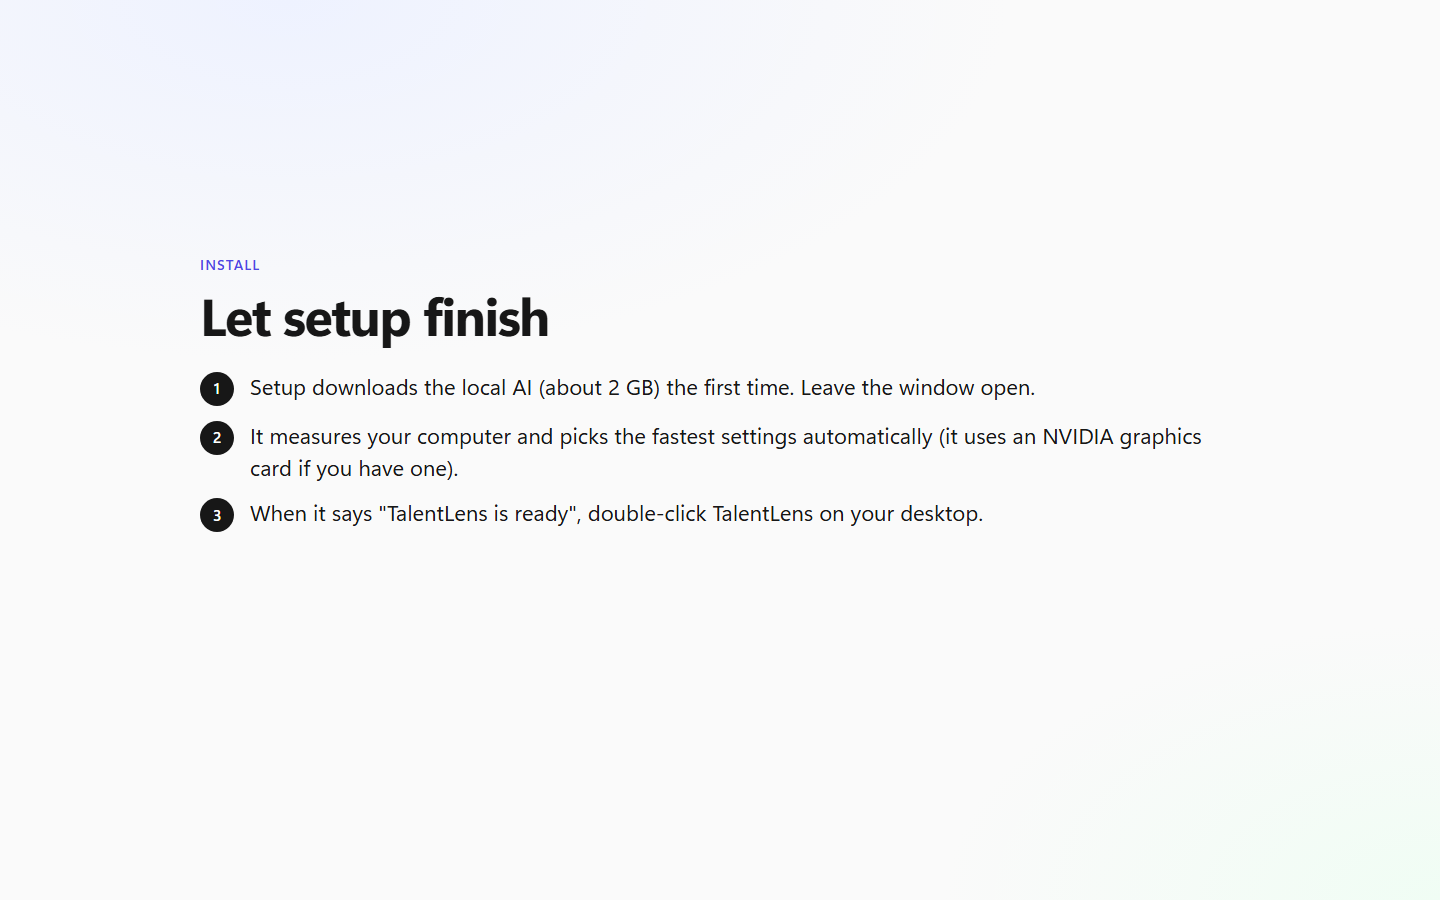 INSTALL
Let setup finish
1 Setup downloads the local AI (about 2 GB) the first time. Leave the window open.
2 It measures your computer and picks the fastest settings automatically (it uses an NVIDIA graphics
card if you have one).
3 When it says "TalentLens is ready", double-click TalentLens on your desktop.